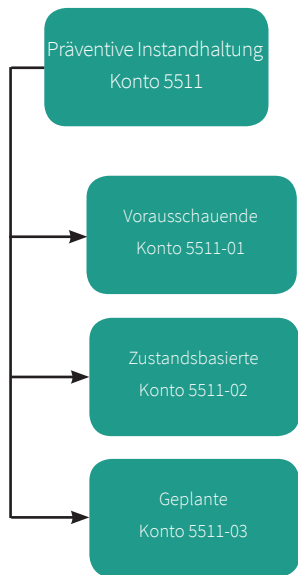 Präventive Instandhaltung
Konto 5511
Vorausschauende
Konto 5511-01
Zustandsbasierte
Konto 5511-02
Geplante
Konto 5511-03